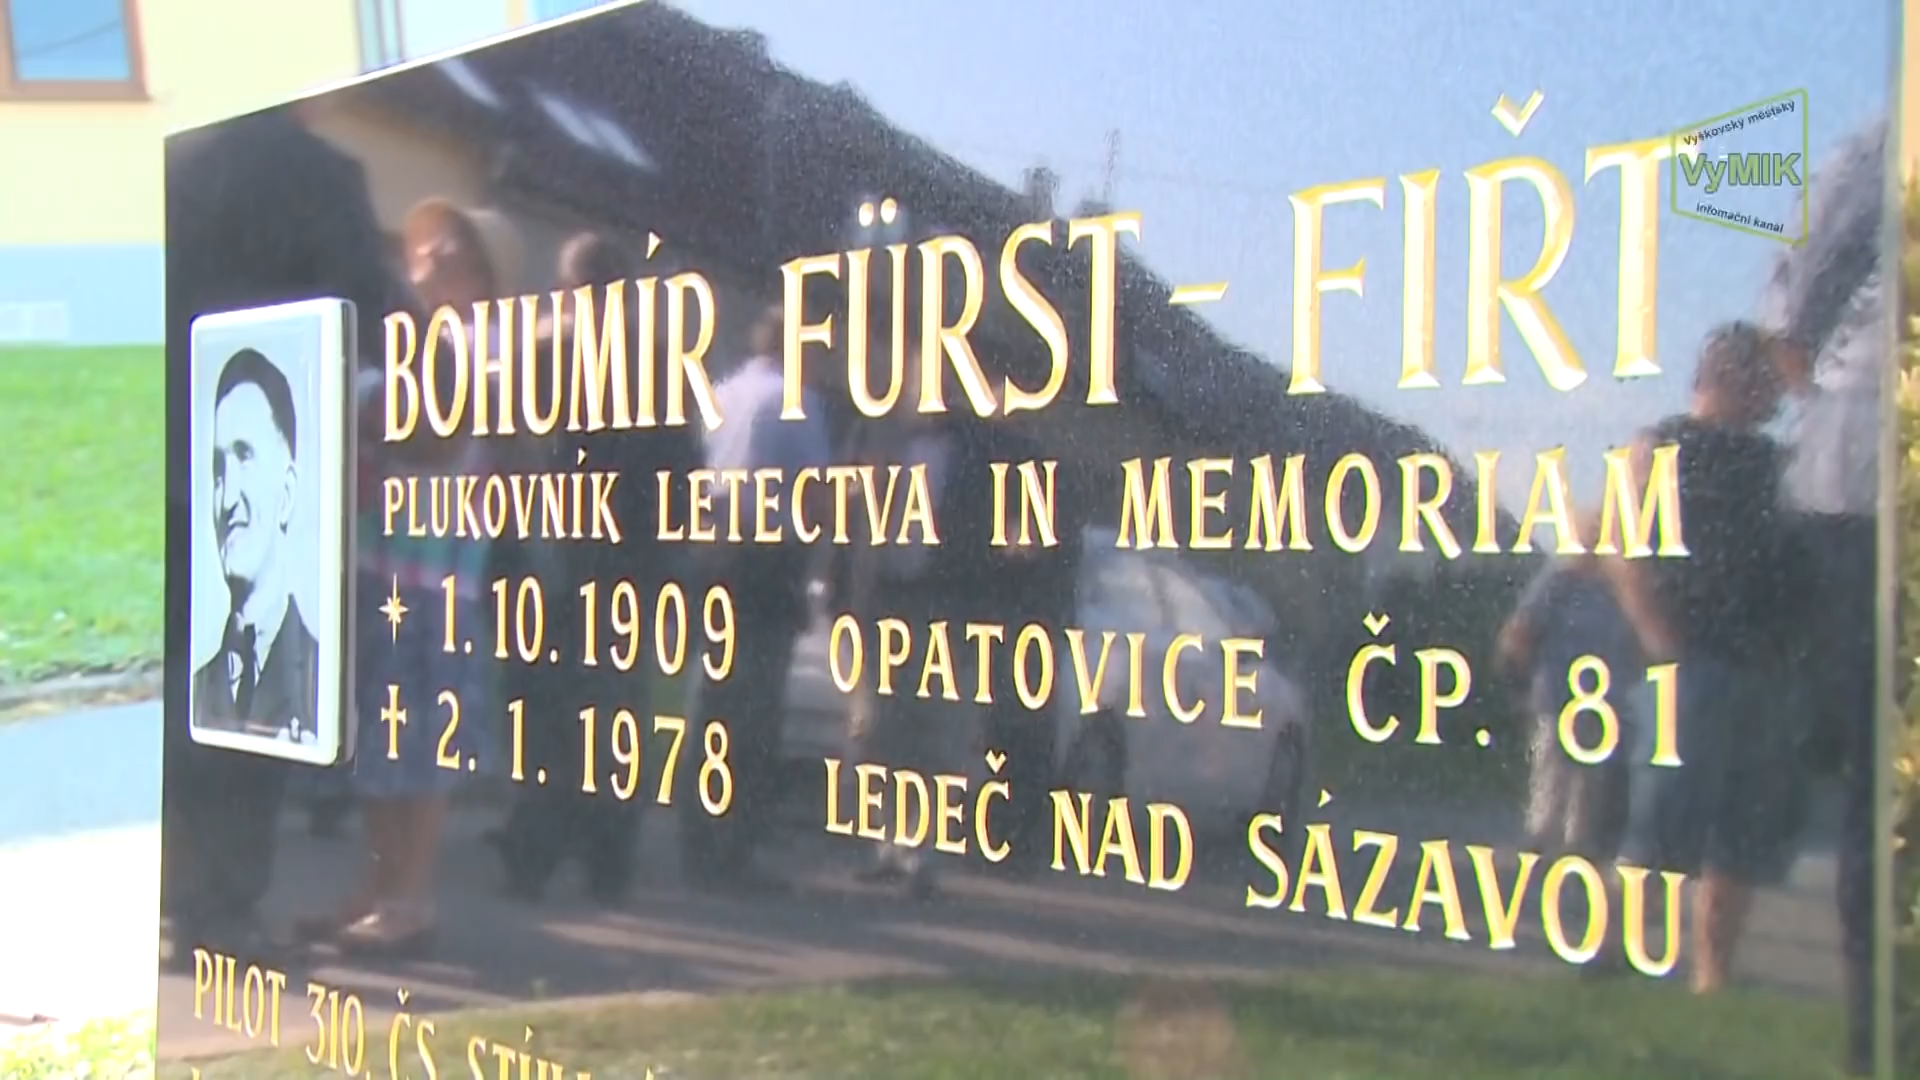 Vyškovský městský
VyMIK
infomační kanál
BOHUMÍR FÜRST - FIŘT
PLUKOVNÍK LETECTVA IN MEMORIAM
* 1. 10. 1909 OPATOVICE ČP. 81
† 2. 1. 1978 LEDEČ NAD SÁZAVOU
PILOT 310. ČS.